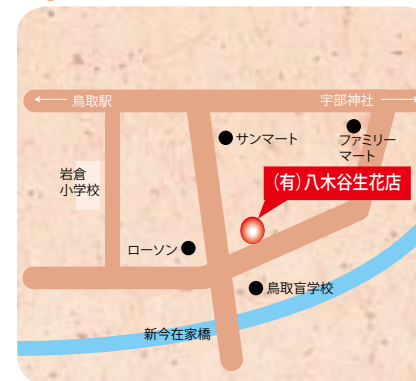 鳥取駅
宇部神社
サンマート
ファミリー
マート
岩倉
小学校
(有)八木谷生花店
ローソン
鳥取盲学校
新今在家橋